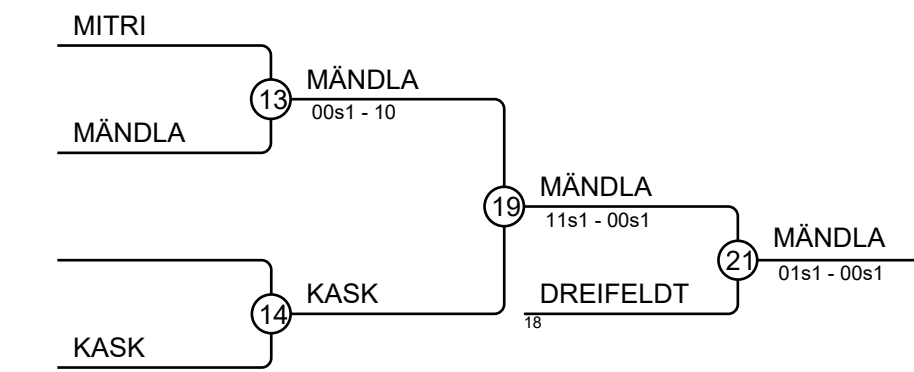 MITRI
MÄNDLA
13
00s1 - 10
MÄNDLA
MÄNDLA
19
11s1 - 00s1
MÄNDLA
21
01s1 - 00s1
DREIFELDT
18
KASK
14
KASK